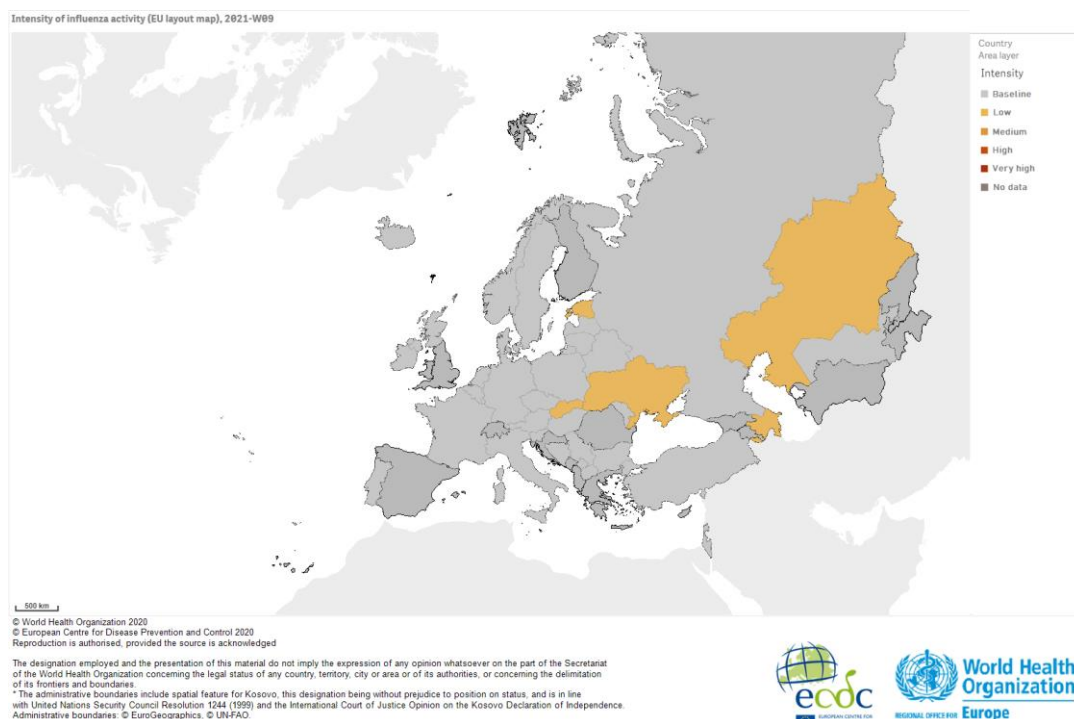 Intensity of influenza activity (EU layout map), 2021-W09
Country
Area layer
Intensity
Baseline
Low
Medium
High
Very high
No data
500 km
© World Health Organization 2020
© European Centre for Disease Prevention and Control 2020
Reproduction is authorised, provided the source is acknowledged
The designation employed and the presentation of this material do not imply the expression of any opinion whatsoever on the part of the Secretariat
of the World Health Organization concerning the legal status of any country, territory, city or area or of its authorities, or concerning the delimitation
of its frontiers and boundaries.
* The administrative boundaries include spatial feature for Kosovo, this designation being without prejudice to position on status, and is in line
with United Nations Security Council Resolution 1244 (1999) and the International Court of Justice Opinion on the Kosovo Declaration of Independence.
Administrative boundaries: © EuroGeographics, © UN-FAO.
ecdc
EUROPEAN CENTRE FOR
World Health
Organization
REGIONAL OFFICE FOR Europe